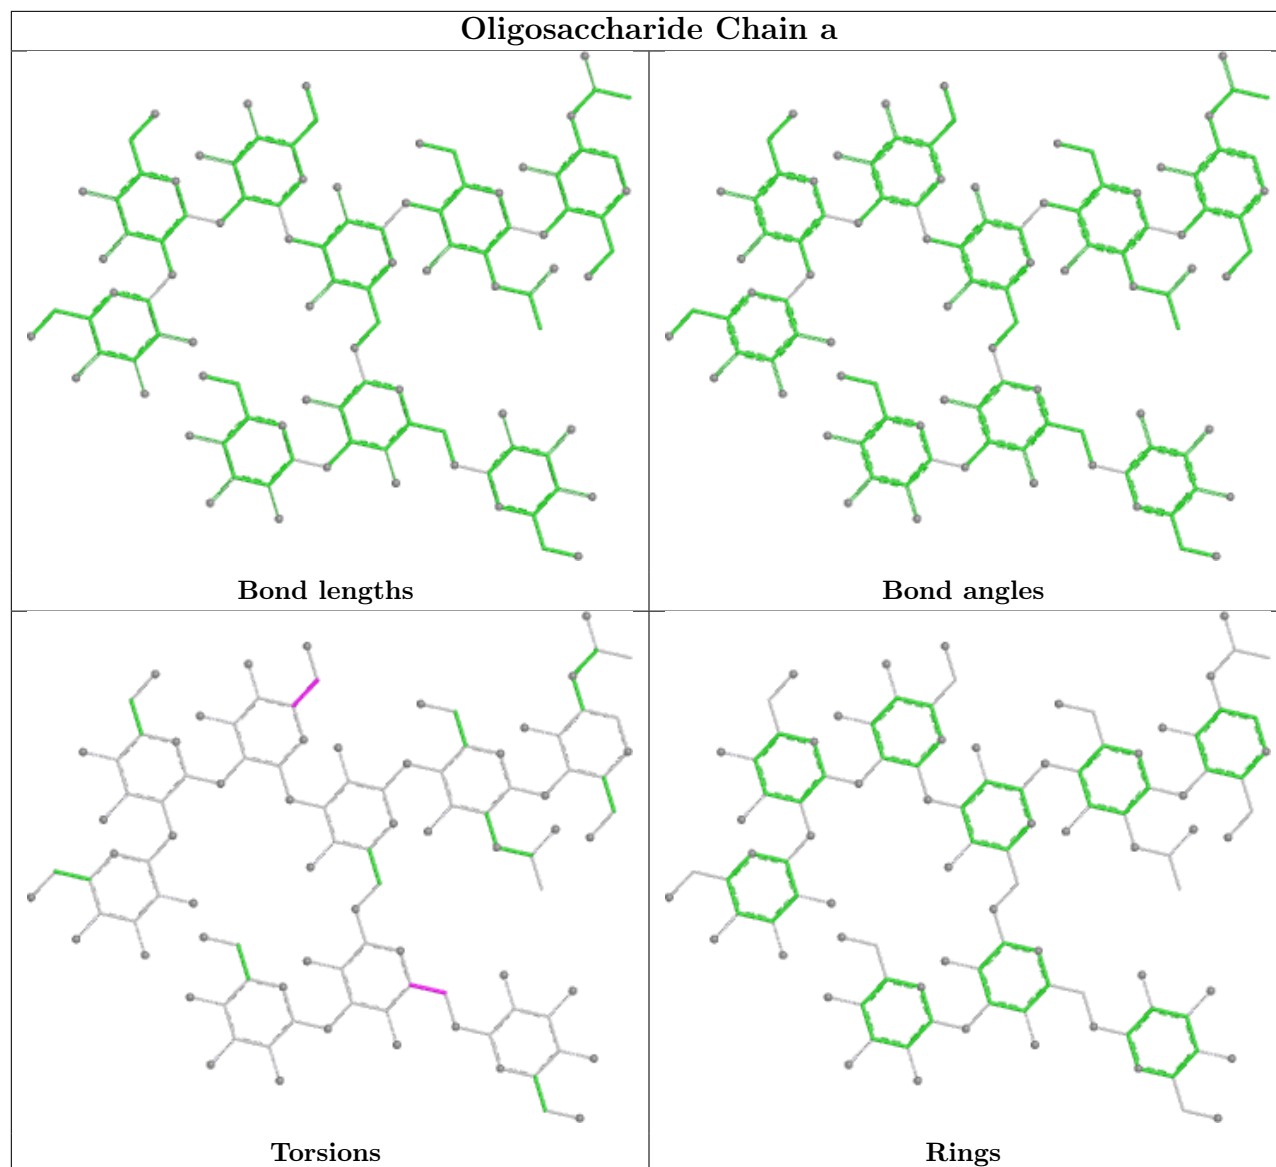 Oligosaccharide Chain a
Bond lengths
Bond angles
Torsions
Rings